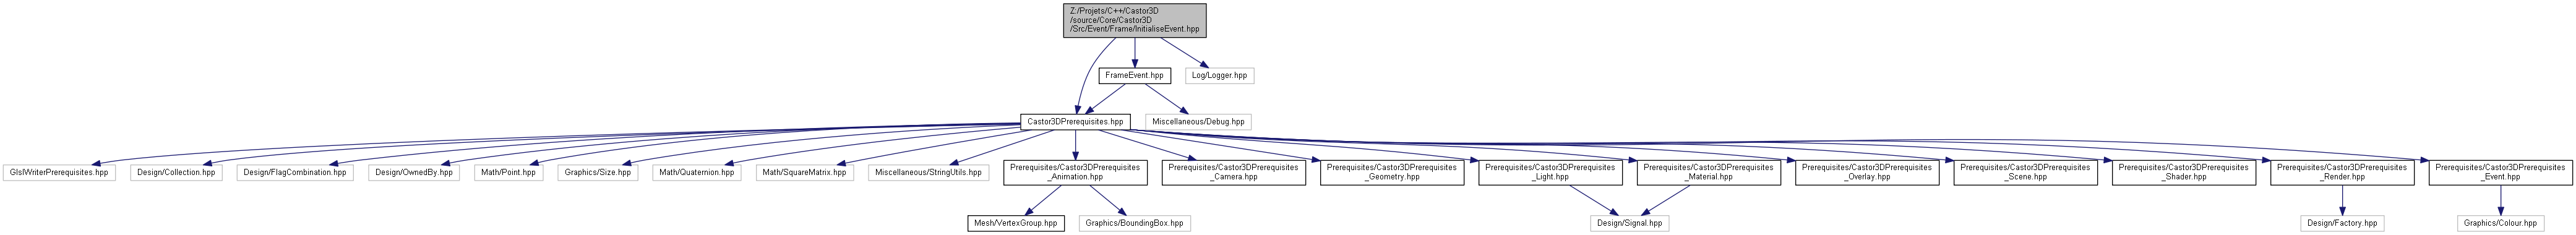 Z:/Projets/C++/Castor3D
/source/Core/Castor3D
/Src/Event/Frame/InitialiseEvent.hpp
FrameEvent.hpp
Log/Logger.hpp
Castor3DPrerequisites.hpp
Miscellaneous/Debug.hpp
GlslWriterPrerequisites.hpp
Design/Collection.hpp
Design/FlagCombination.hpp
Design/OwnedBy.hpp
Math/Point.hpp
Graphics/Size.hpp
Math/Quaternion.hpp
Math/SquareMatrix.hpp
Miscellaneous/StringUtils.hpp
Prerequisites/Castor3DPrerequisites
_Animation.hpp
Prerequisites/Castor3DPrerequisites
_Camera.hpp
Prerequisites/Castor3DPrerequisites
_Geometry.hpp
Prerequisites/Castor3DPrerequisites
_Light.hpp
Prerequisites/Castor3DPrerequisites
_Material.hpp
Prerequisites/Castor3DPrerequisites
_Overlay.hpp
Prerequisites/Castor3DPrerequisites
_Scene.hpp
Prerequisites/Castor3DPrerequisites
_Shader.hpp
Prerequisites/Castor3DPrerequisites
_Render.hpp
Prerequisites/Castor3DPrerequisites
_Event.hpp
Mesh/VertexGroup.hpp
Graphics/BoundingBox.hpp
Design/Signal.hpp
Design/Factory.hpp
Graphics/Colour.hpp